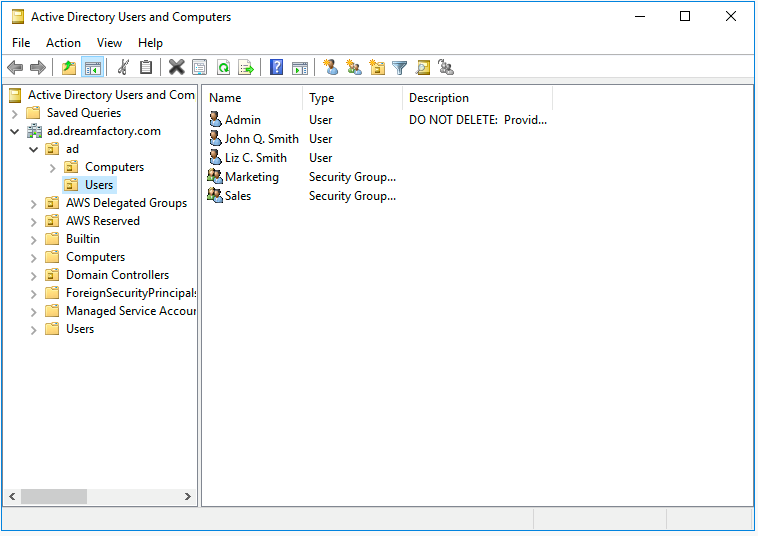 Active Directory Users and Computers
File Action View Help
Name Type Description
Active Directory Users and Com
Saved Queries
ad.dreamfactory.com
ad
Computers
Users
AWS Delegated Groups
AWS Reserved
Builtin
Computers
Domain Controllers
ForeignSecurityPrincipals
Managed Service Accour
Users
Admin User DO NOT DELETE: Provid...
John Q. Smith User
Liz C. Smith User
Marketing Security Group...
Sales Security Group...